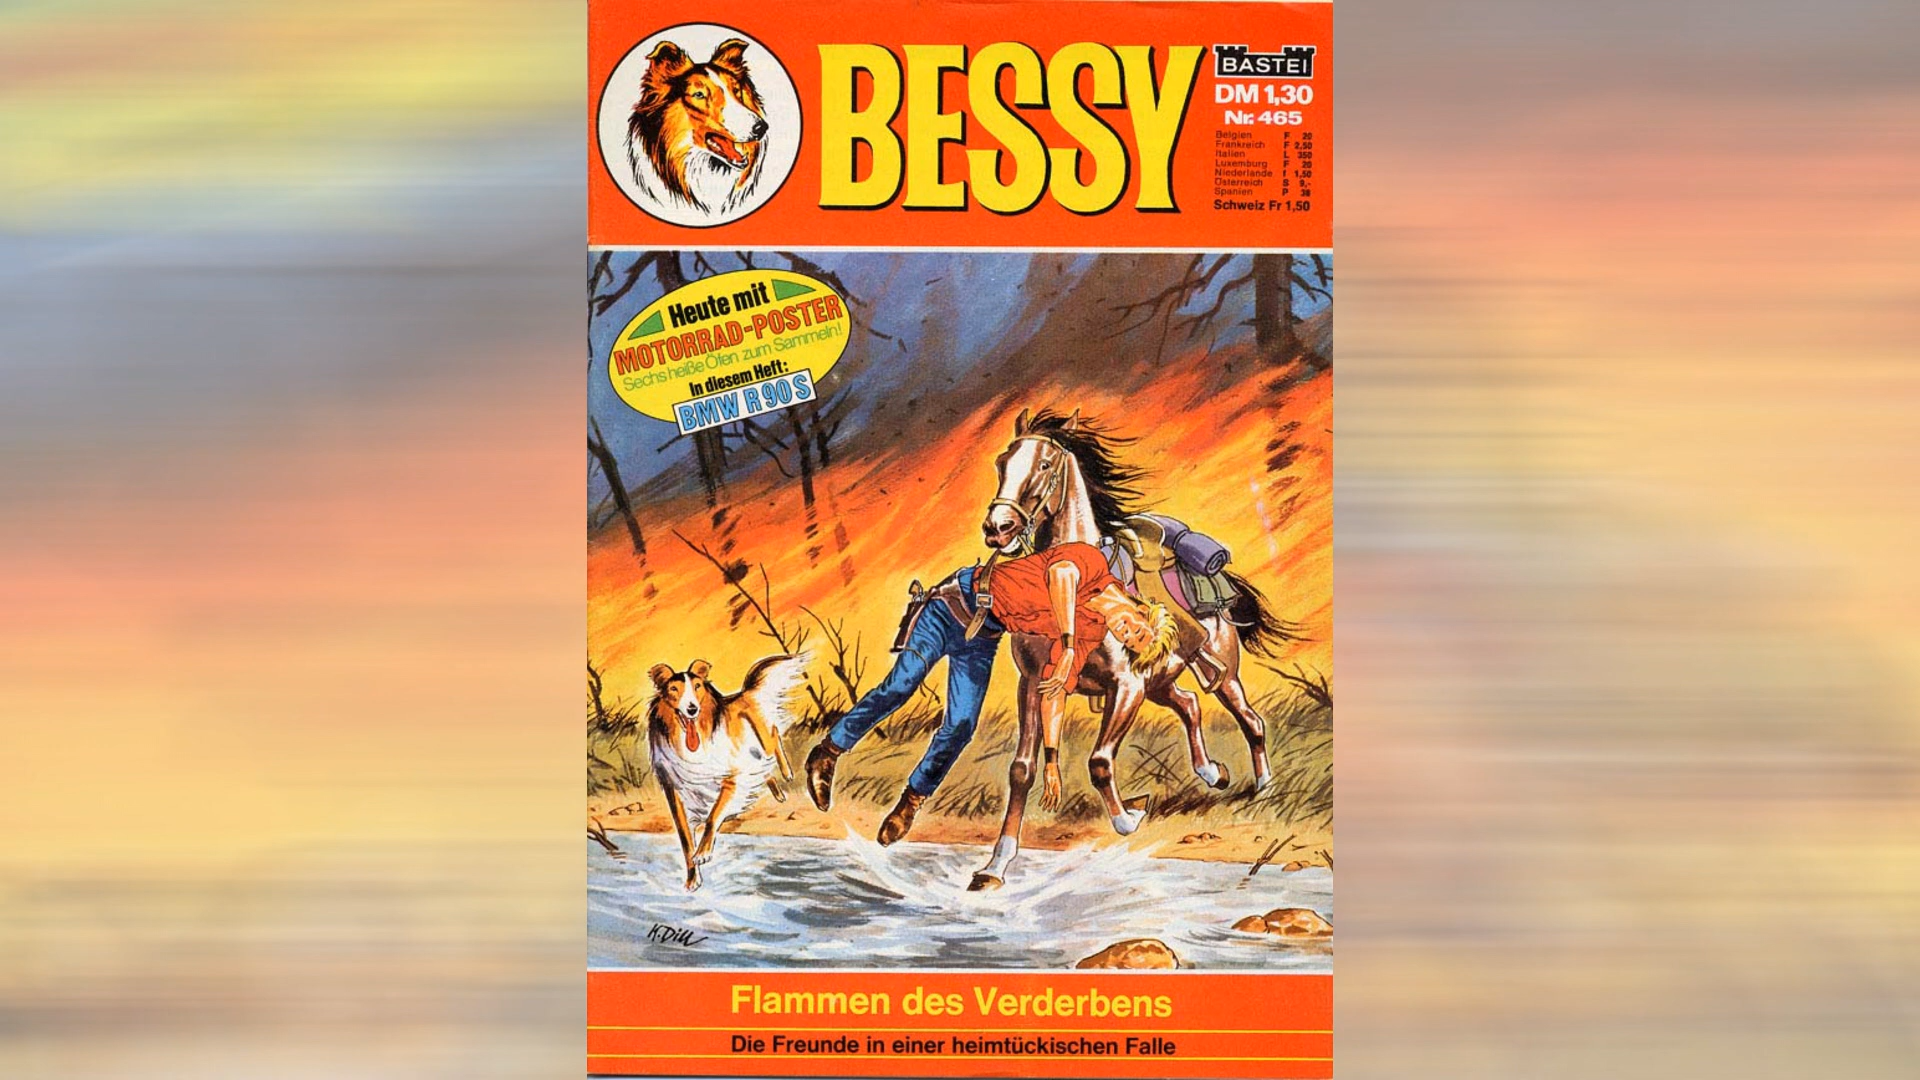 BESSY
BASTEI
DM 1,30
Nr. 465
Belgien F 20
Frankreich F 2,50
Italien L 350
Luxemburg F 20
Niederlande f 1,50
Österreich S 9,-
Spanien P 38
Schweiz Fr 1,50
Heute mit
MOTORRAD-POSTER
Sechs heiße Öfen zum Sammeln!
In diesem Heft:
BMW R 90 S
K.Dill
Flammen des Verderbens
Die Freunde in einer heimtückischen Falle